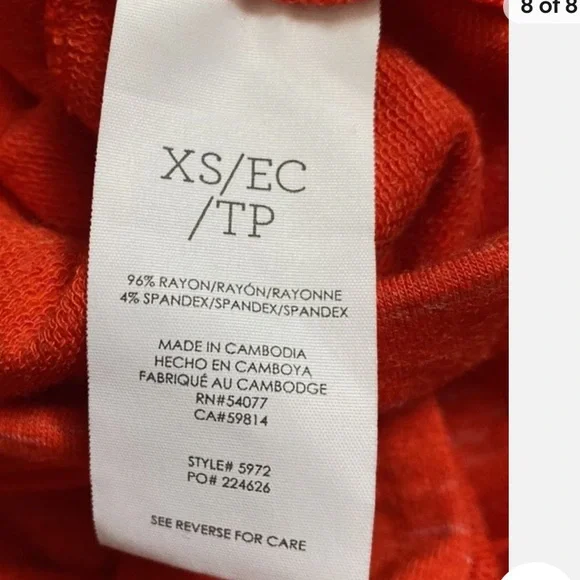 8 of 8
XS/EC
/TP
96% RAYON/RAYÓN/RAYONNE
4% SPANDEX/SPANDEX/SPANDEX
MADE IN CAMBODIA
HECHO EN CAMBOYA
FABRIQUÉ AU CAMBODGE
RN#54077
CA#59814
STYLE# 5972
PO# 224626
SEE REVERSE FOR CARE